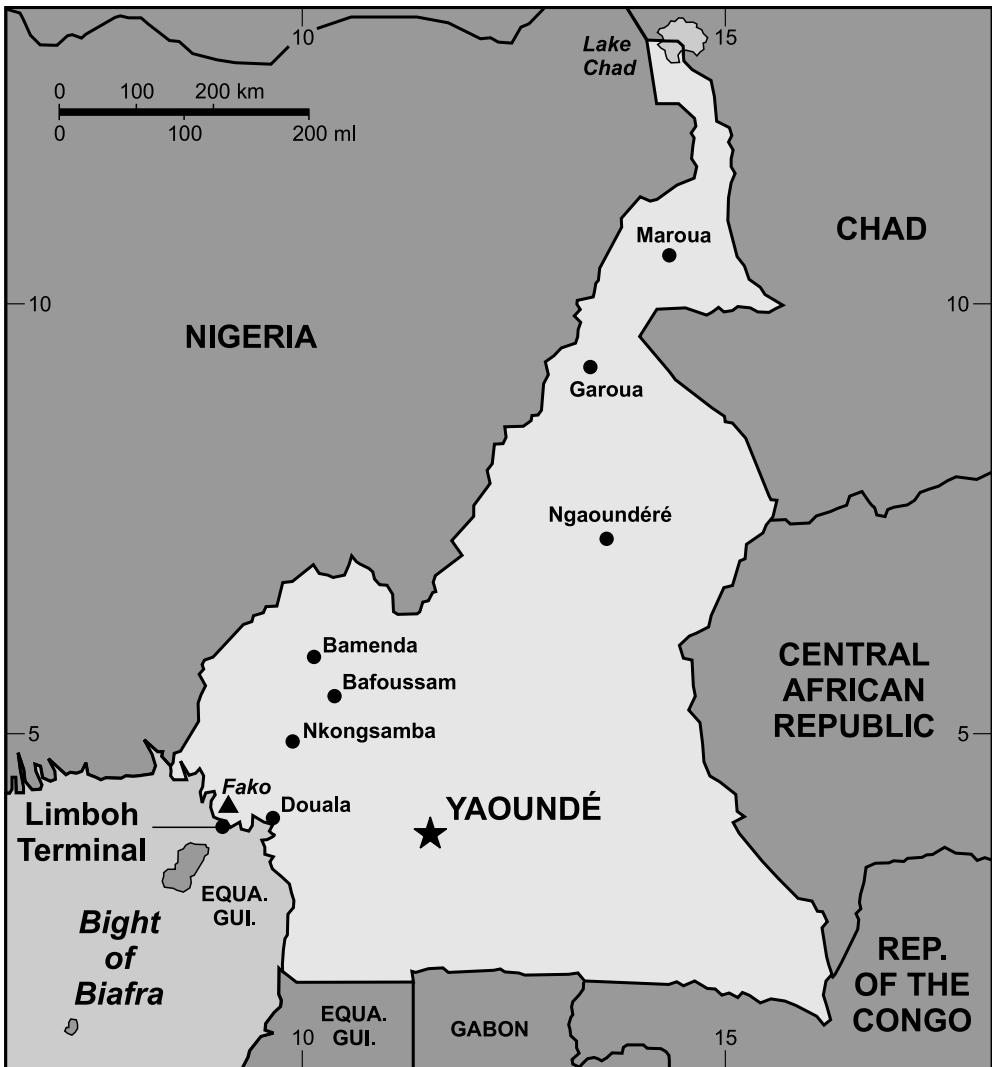 10
15
Lake
Chad
0 100 200 km
0 100 200 ml
CHAD
Maroua
10
10
NIGERIA
Garoua
Ngaoundéré
Bamenda
Bafoussam
Nkongsamba
CENTRAL
AFRICAN
REPUBLIC
5
5
Fako
Douala
YAOUNDÉ
Limboh
Terminal
EQUA.
GUI.
Bight
of
Biafra
REP.
OF THE
CONGO
EQUA.
GUI.
GABON
10
15